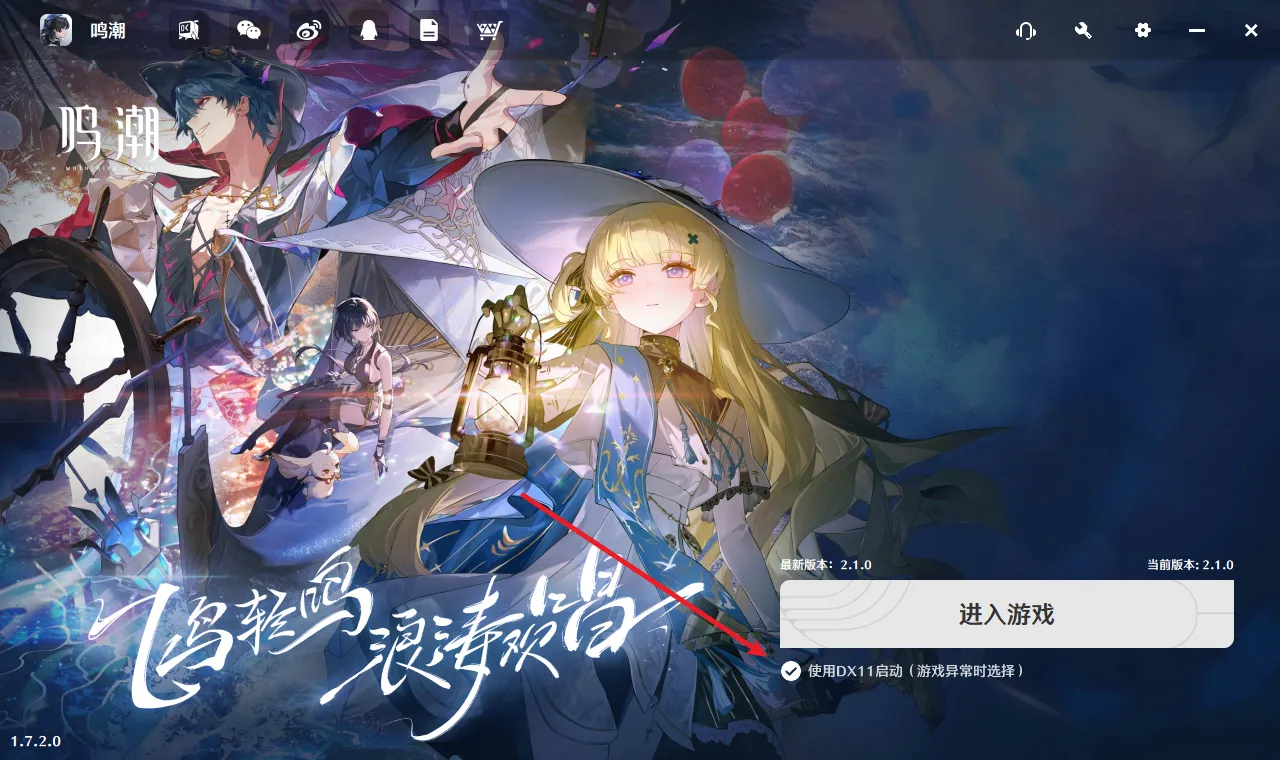 鸣潮
鸣潮
最新版本：2.1.0
当前版本: 2.1.0
进入游戏
使用DX11启动（游戏异常时选择）
飞鸟轻鸣
浪涛欢唱
1.7.2.0